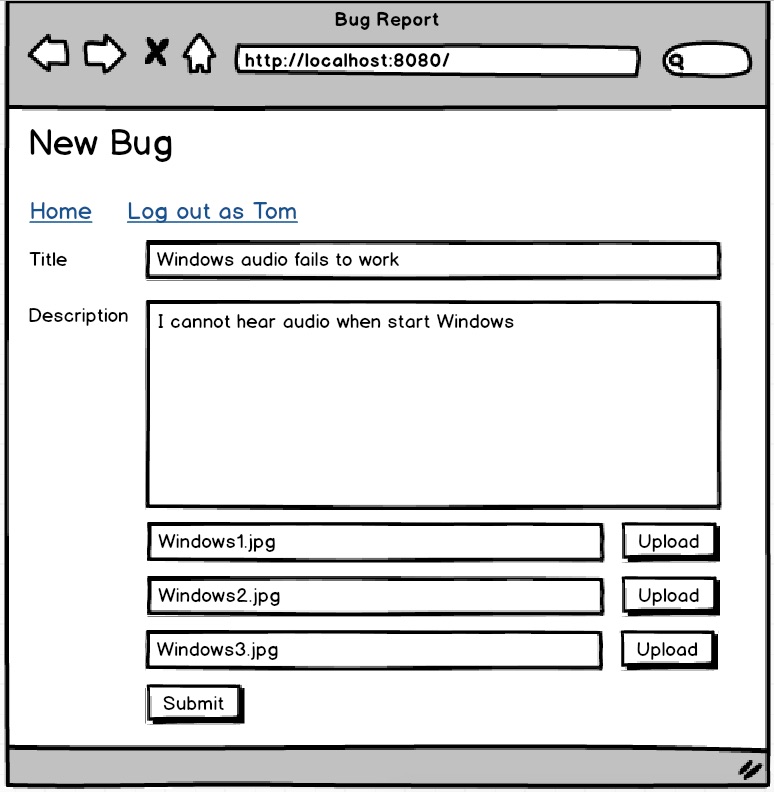 Bug Report
http://localhost:8080/
New Bug
Home Log out as Tom
Title Windows audio fails to work
Description I cannot hear audio when start Windows
Windows1.jpg Upload
Windows2.jpg Upload
Windows3.jpg Upload
Submit